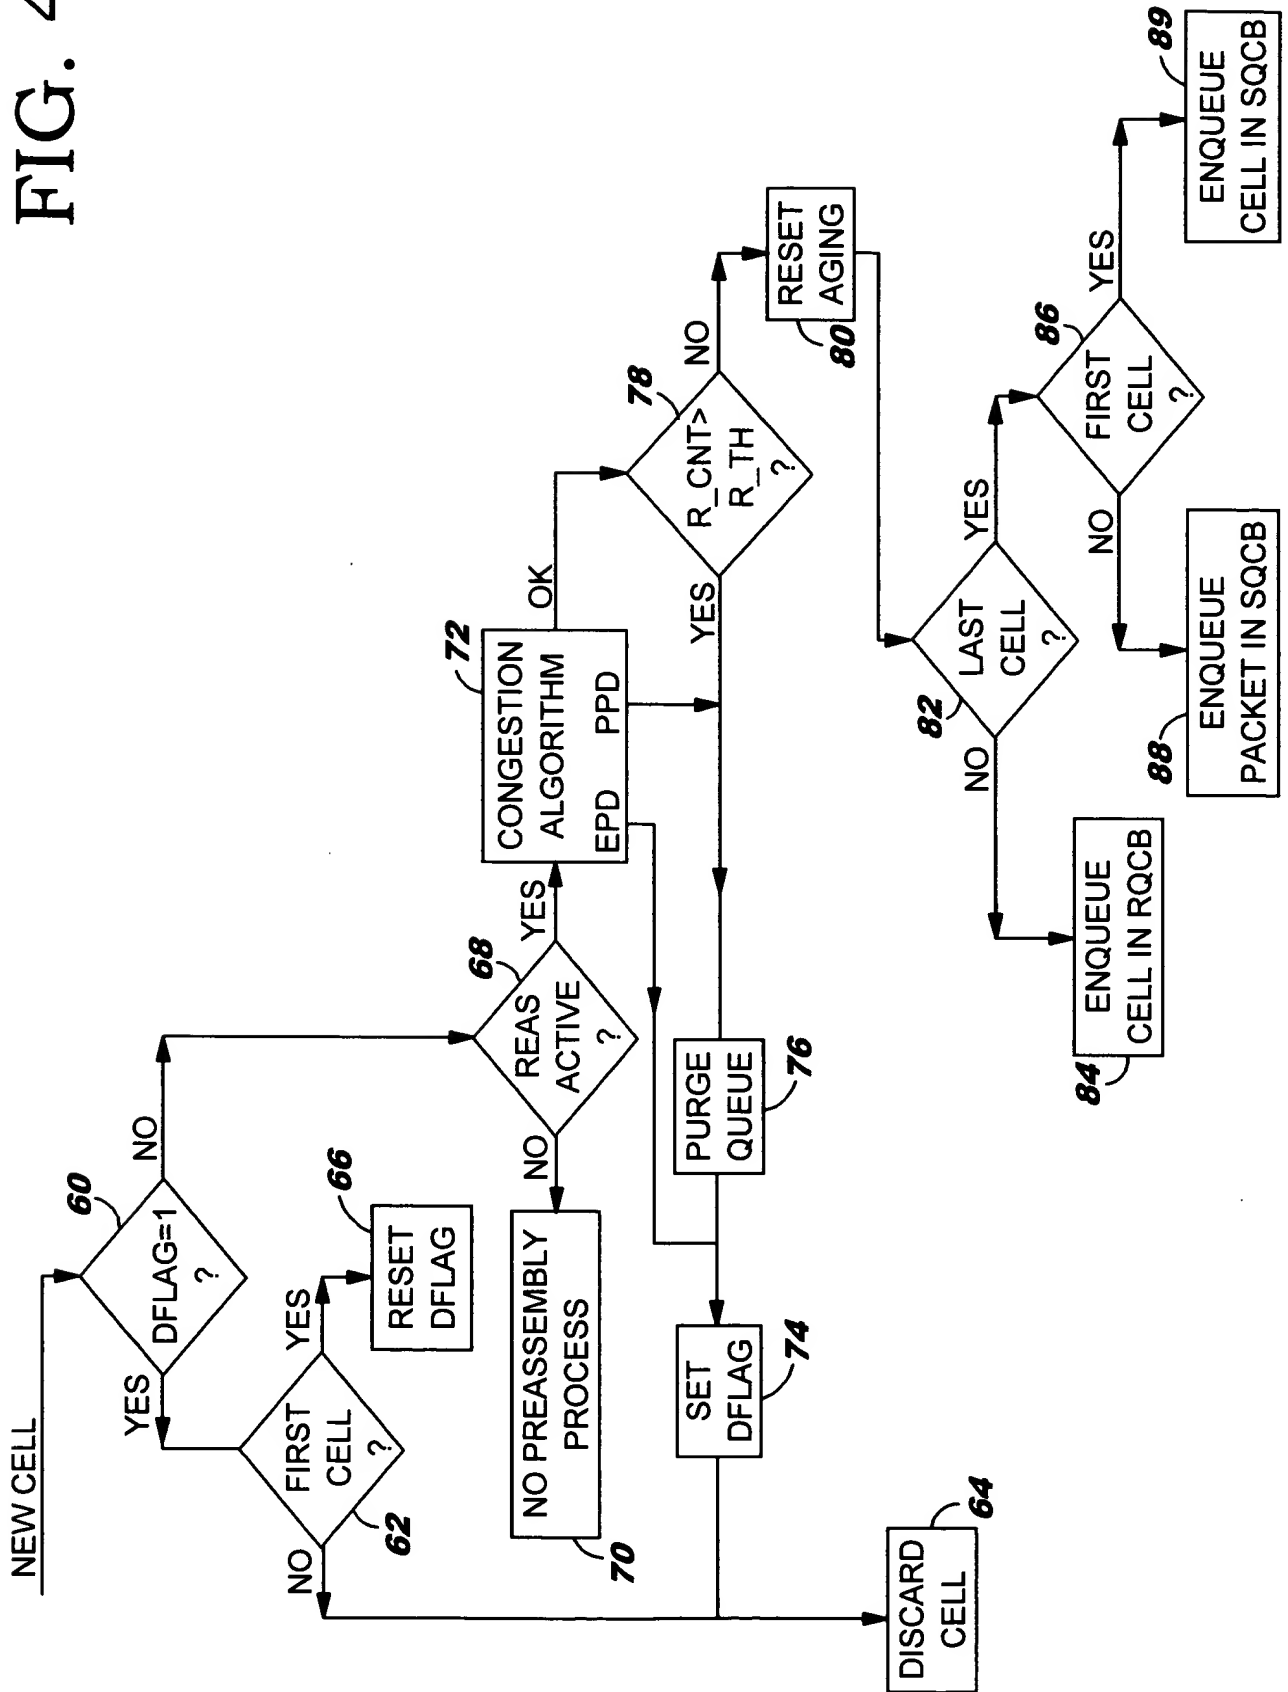 FIG. 4
NEW CELL
60
DFLAG=1
?
YES
NO
62
FIRST
CELL
?
NO
YES
66
RESET
DFLAG
68
REAS
ACTIVE
?
NO
YES
70
NO PREASSEMBLY
PROCESS
72
CONGESTION
ALGORITHM
EPD
PPD
OK
74
SET
DFLAG
76
PURGE
QUEUE
78
R_CNT>
R_TH
?
YES
NO
80
RESET
AGING
64
DISCARD
CELL
82
LAST
CELL
?
NO
YES
84
ENQUEUE
CELL IN RQCB
86
FIRST
CELL
?
NO
YES
88
ENQUEUE
PACKET IN SQCB
89
ENQUEUE
CELL IN SQCB